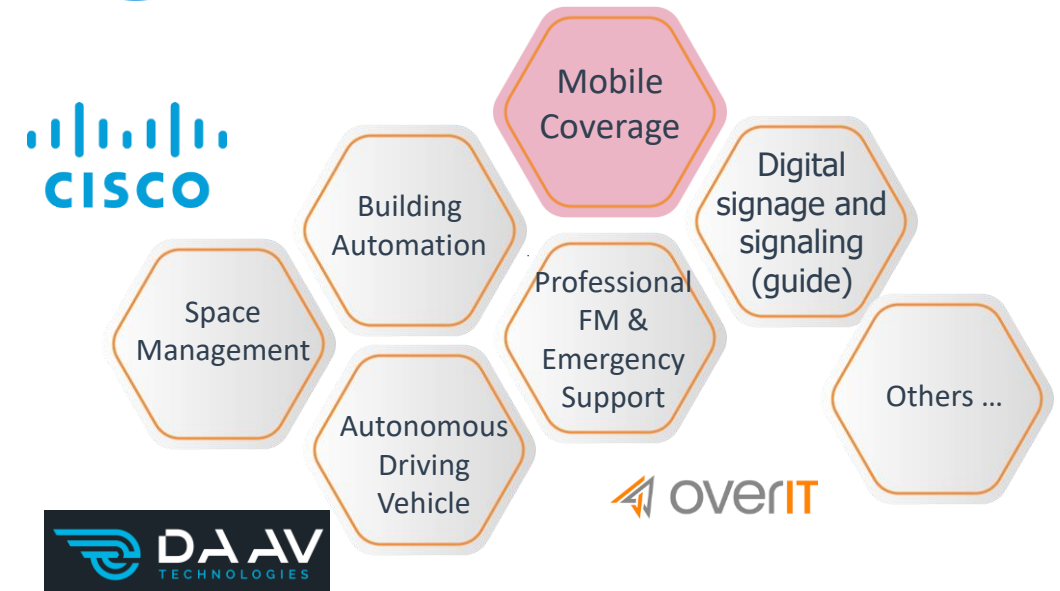 Mobile
Coverage
CISCO
Digital
signage and
signaling
(guide)
Building
Automation
Professional
FM &
Emergency
Support
Space
Management
Others ...
Autonomous
Driving
Vehicle
overIT
DAAV
TECHNOLOGIES